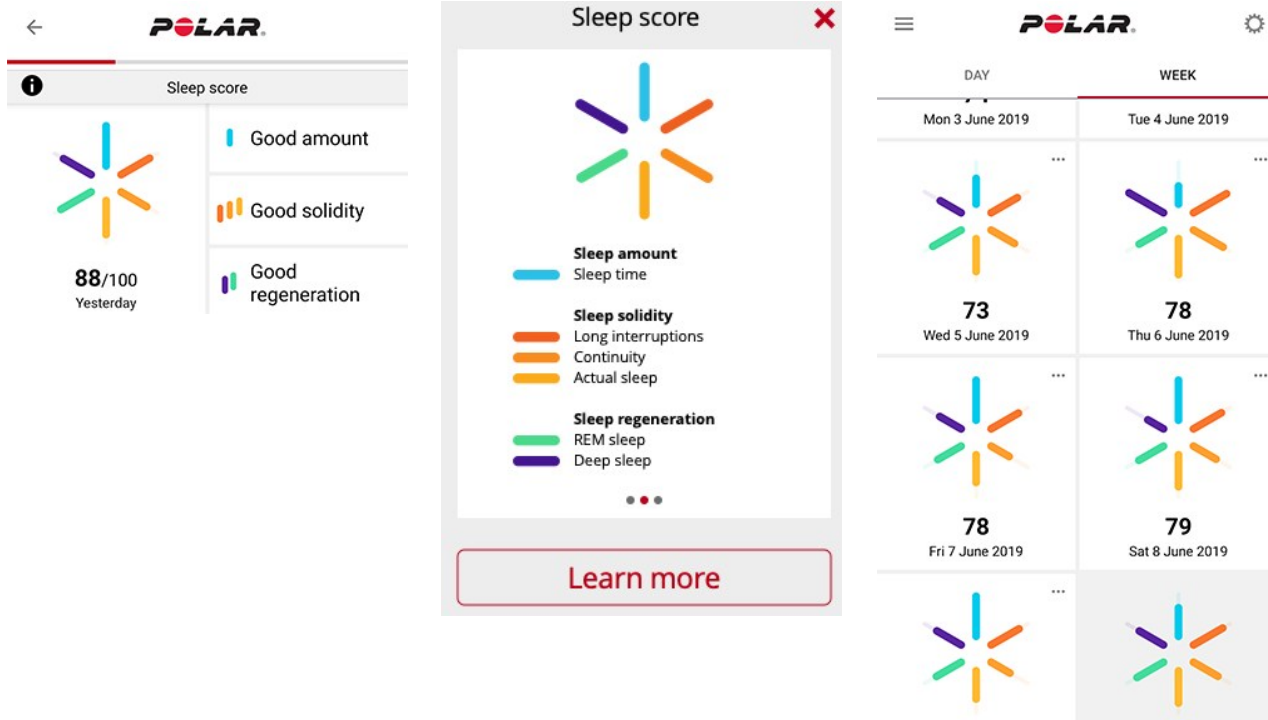 POLAR.
Sleep score
Good amount
Good solidity
Good
regeneration
88/100
Yesterday
Sleep score
Sleep amount
Sleep time
Sleep solidity
Long interruptions
Continuity
Actual sleep
Sleep regeneration
REM sleep
Deep sleep
Learn more
POLAR.
DAY WEEK
Mon 3 June 2019 Tue 4 June 2019
73 78
Wed 5 June 2019 Thu 6 June 2019
78 79
Fri 7 June 2019 Sat 8 June 2019